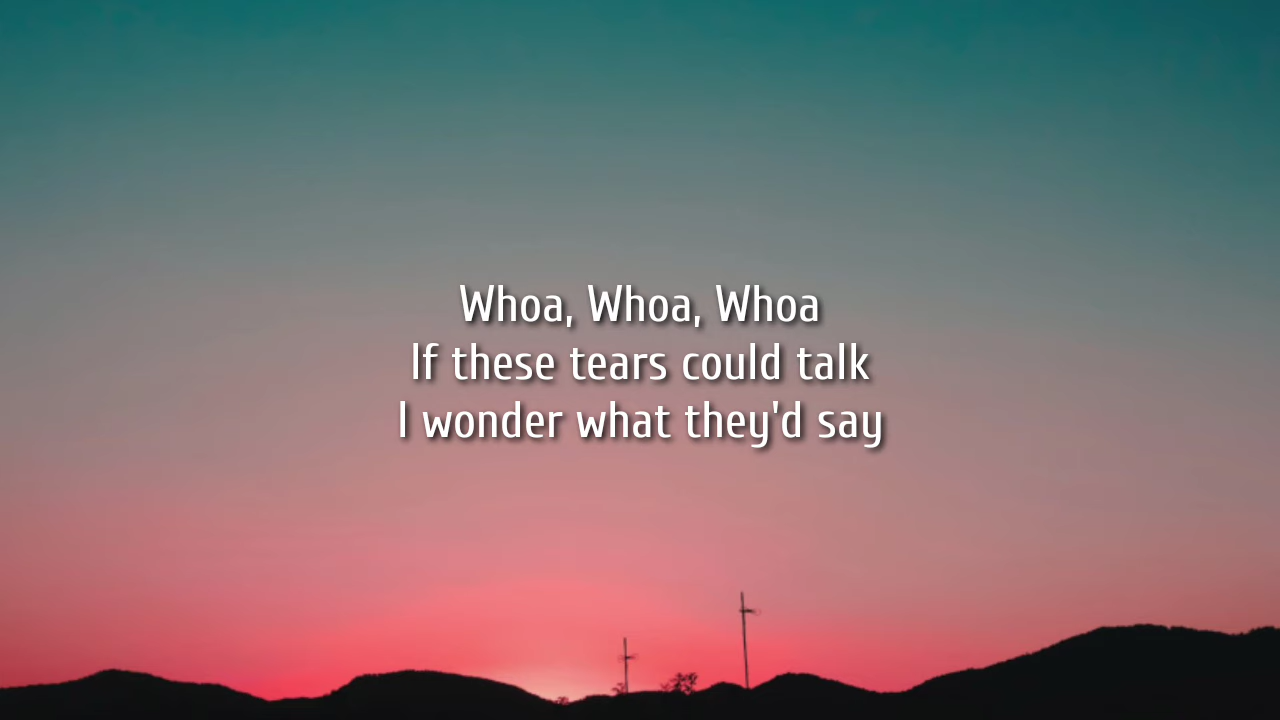 Whoa, Whoa, Whoa
If these tears could talk
I wonder what they'd say